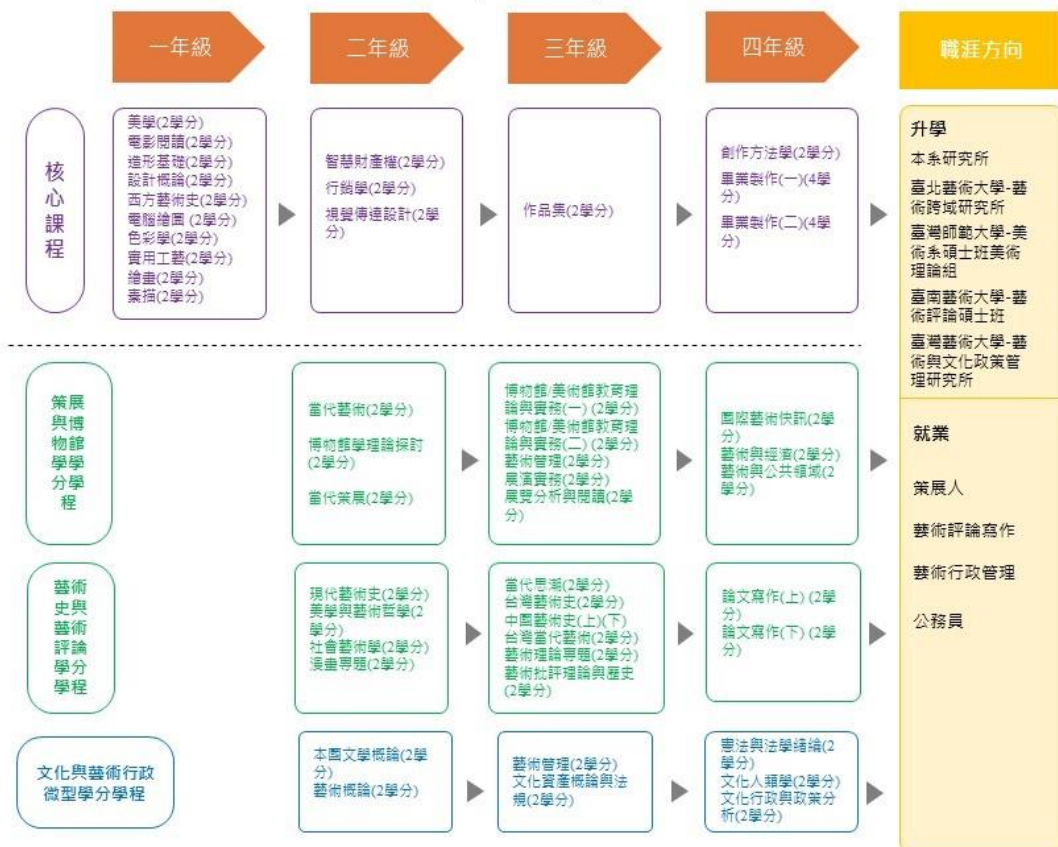 一年級
二年級
三年級
四年級
職涯方向
核
心
課
程
美學(2學分)
電影閱讀(2學分)
造形基礎(2學分)
設計概論(2學分)
西方藝術史(2學分)
電腦繪圖 (2學分)
色彩學(2學分)
實用工藝(2學分)
繪畫(2學分)
素描(2學分)
智慧財產權(2學分)
行銷學(2學分)
視覺傳達設計(2學
分)
作品集(2學分)
創作方法學(2學分)
畢業製作(一)(4學
分)
畢業製作(二)(4學
分)
升學
本系研究所
臺北藝術大學-藝
術跨域研究所
臺灣師範大學-美
術系碩士班美術
理論組
臺南藝術大學-藝
術評論碩士班
臺灣藝術大學-藝
術與文化政策管
理研究所
策展
與博
物館
學學
分學
程
當代藝術(2學分)
博物館學理論探討
(2學分)
當代策展(2學分)
博物館/美術館教育理
論與實務(一) (2學分)
博物館/美術館教育理
論與實務(二) (2學分)
藝術管理(2學分)
展演實務(2學分)
展覽分析與閱讀(2學
分)
國際藝術快訊(2學
分)
藝術與經濟(2學分)
藝術與公共領域(2
學分)
就業
策展人
藝術評論寫作
藝術行政管理
公務員
藝術
史與
藝術
評論
學分
學程
現代藝術史(2學分)
美學與藝術哲學(2
學分)
社會藝術學(2學分)
漫畫專題(2學分)
當代思潮(2學分)
台灣藝術史(2學分)
中國藝術史(上)(下)
台灣當代藝術(2學分)
藝術理論專題(2學分)
藝術批評理論與歷史
(2學分)
論文寫作(上) (2學
分)
論文寫作(下) (2學
分)
文化與藝術行政
微型學分學程
本國文學概論(2學
分)
藝術概論(2學分)
藝術管理(2學分)
文化資產概論與法
規(2學分)
憲法與法學緒論(2
學分)
文化人類學(2學分)
文化行政與政策分
析(2學分)